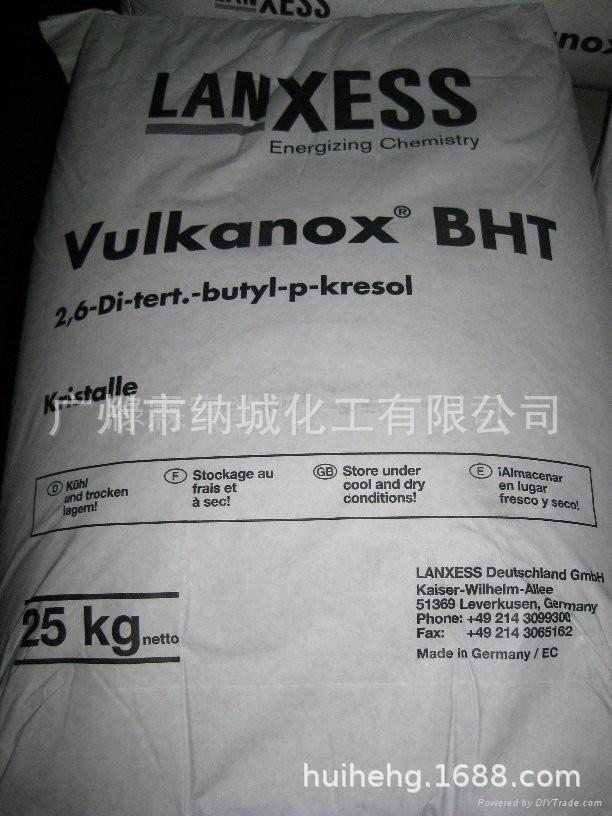 LANXESS
nox
LANXESS
Energizing Chemistry
Vulkanox® BHT
2,6-Di-tert.-butyl-p-kresol
Kristalle
广州市纳城化工有限公司
D Kühl
und trocken
lagern!
F Stockage au
frais et
à sec!
GB Store under
cool and dry
conditions!
E ¡Almacenar
en lugar
fresco y seco!
25 kg netto
LANXESS Deutschland GmbH
Kaiser-Wilhelm-Allee
51369 Leverkusen, Germany
Phone: +49 214 3099300
Fax: +49 214 3065162
Made in Germany / EC
huihehg.1688.com
Powered by DIYTrade.com